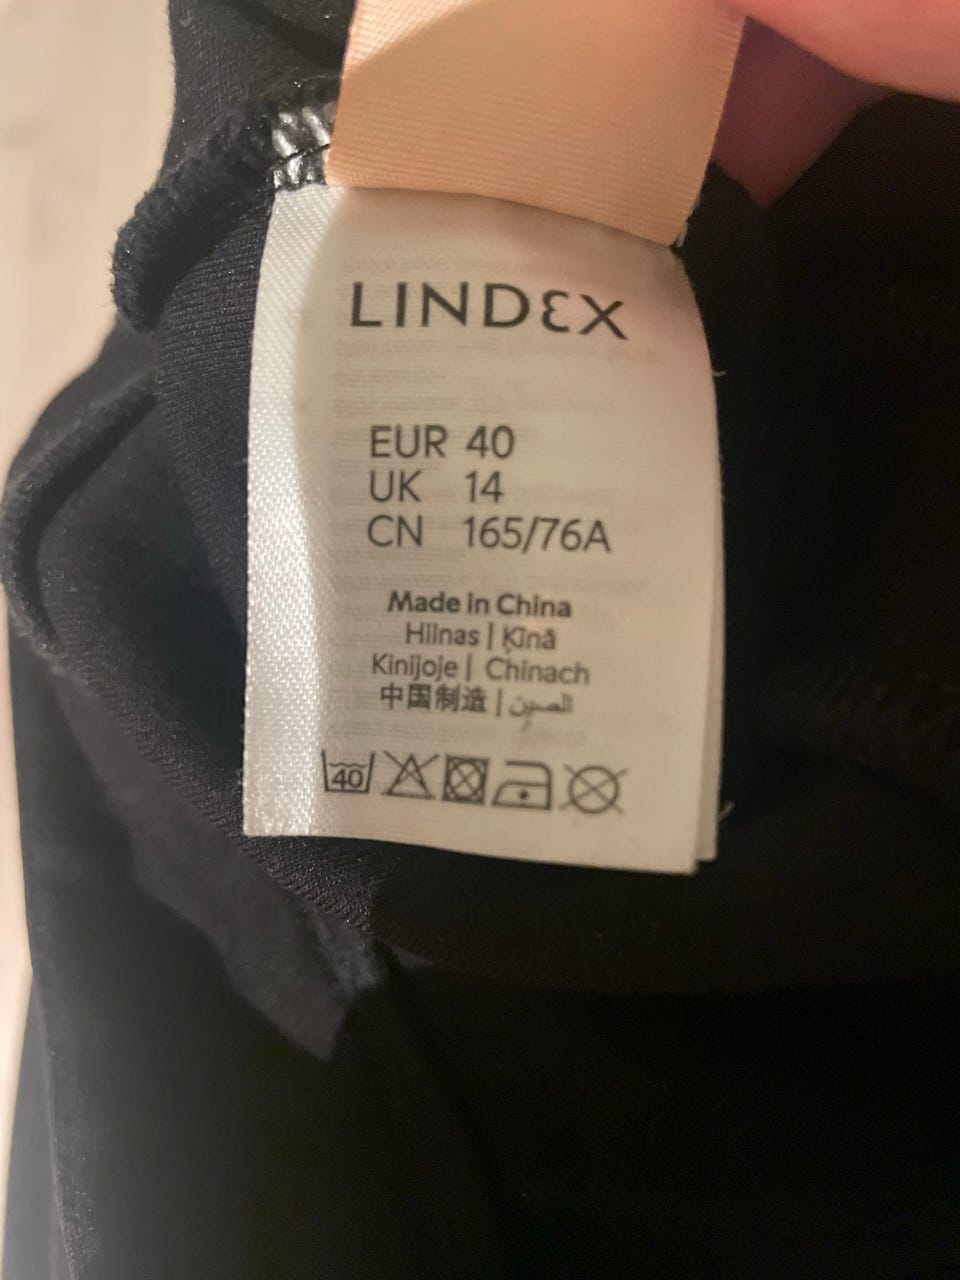 LINDEX
EUR 40
UK 14
CN 165/76A
Made in China
Hiinas | Ķīnā
Kinijoje | Chinach
中国制造 | الصين
40